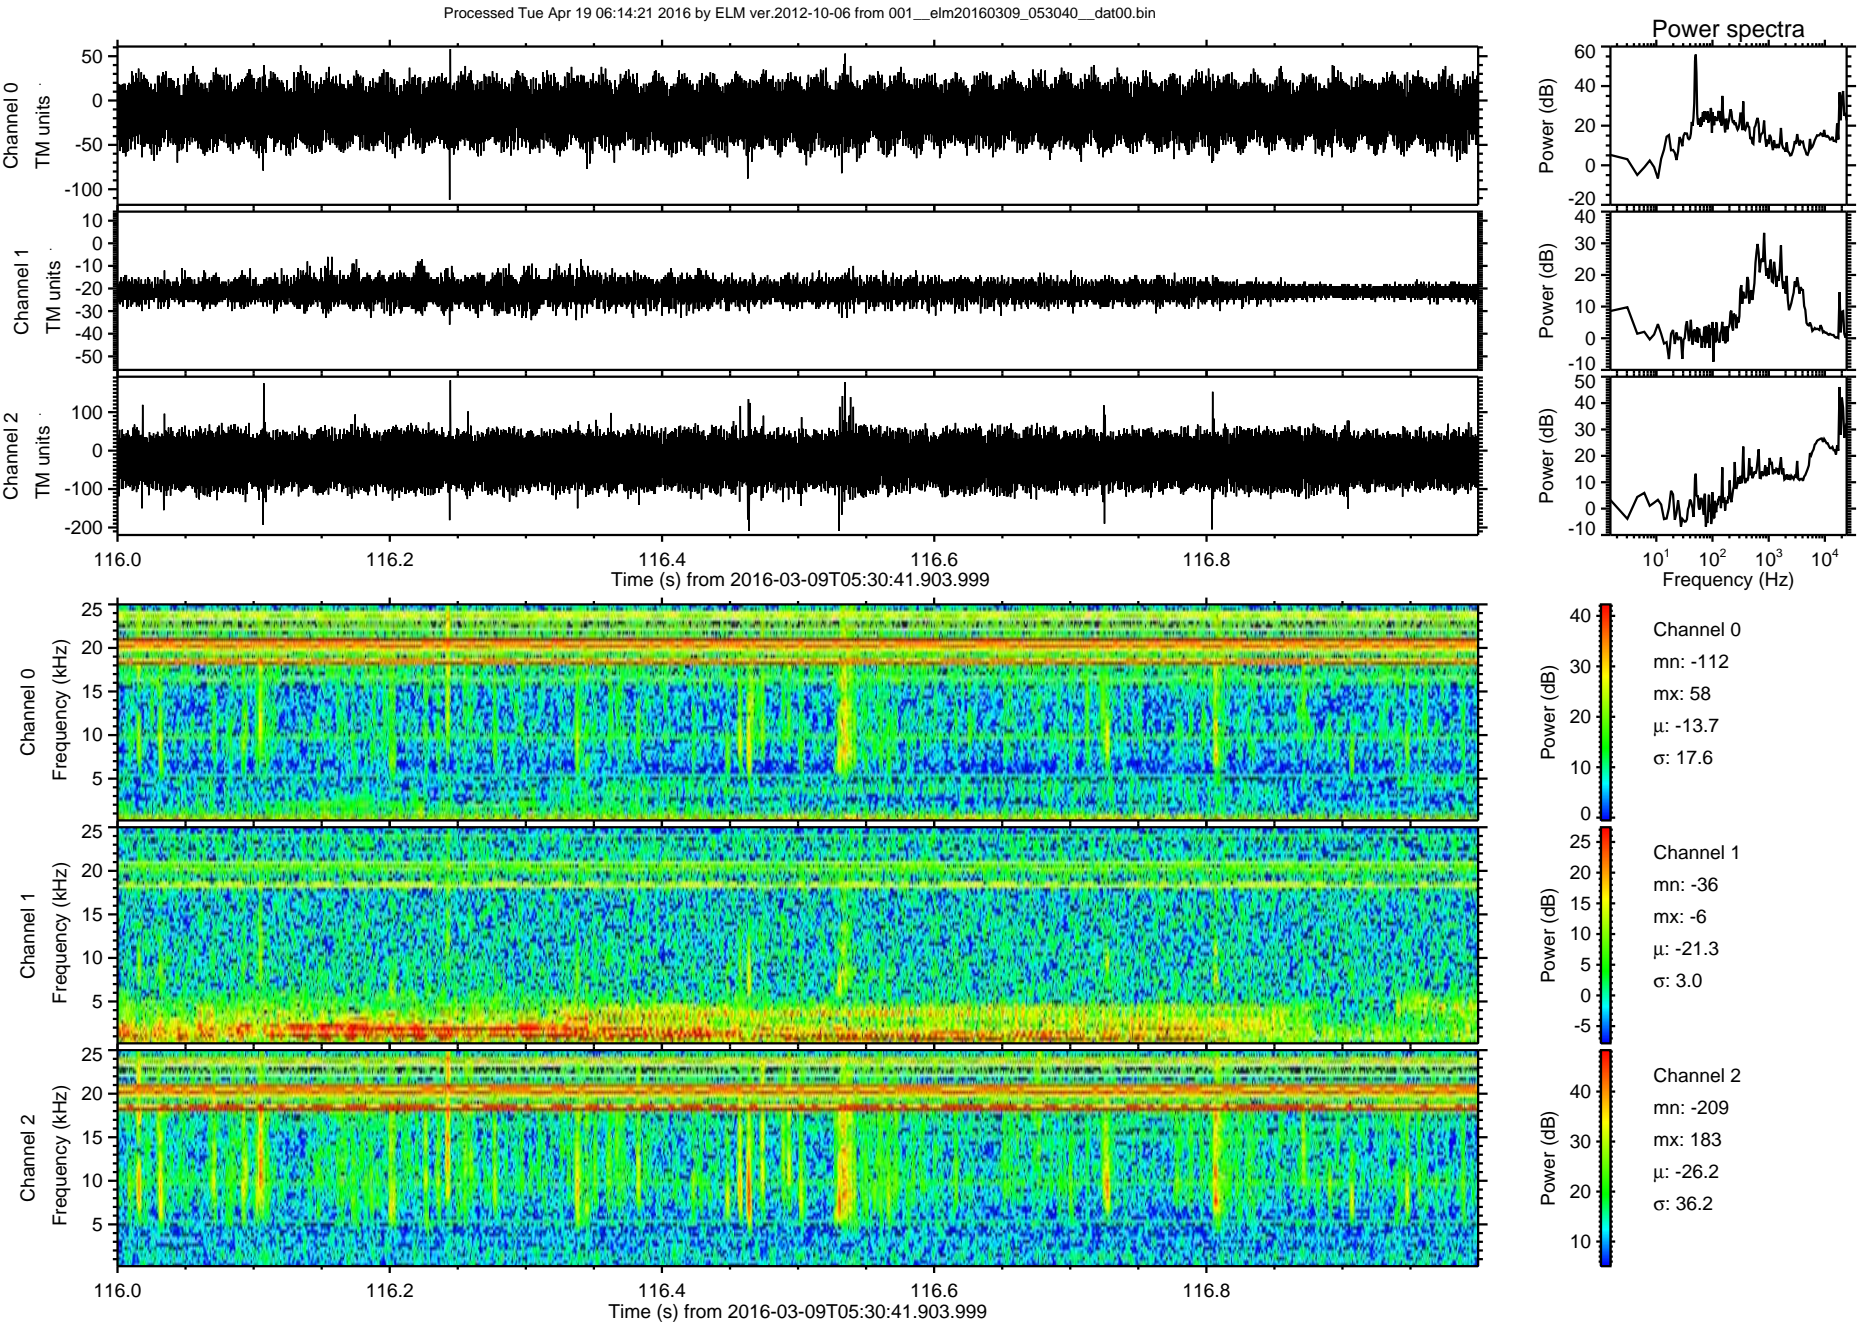 Processed Tue Apr 19 06:14:21 2016 by ELM ver.2012-10-06 from 001__elm20160309_053040__dat00.bin
Power spectra
Channel 0
TM units
50
0
-50
-100
Power (dB)
60
40
20
0
-20
Channel 1
TM units
10
0
-10
-20
-30
-40
-50
Power (dB)
40
30
20
10
0
-10
Channel 2
TM units
100
0
-100
-200
Power (dB)
50
40
30
20
10
0
-10
116.0 116.2 116.4 116.6 116.8
Time (s) from 2016-03-09T05:30:41.903.999
10^1 10^2 10^3 10^4
Frequency (Hz)
Channel 0
Frequency (kHz)
25
20
15
10
5
Power (dB)
40
30
20
10
0
Channel 0
mn: -112
mx: 58
μ: -13.7
σ: 17.6
Channel 1
Frequency (kHz)
25
20
15
10
5
Power (dB)
25
20
15
10
5
0
-5
Channel 1
mn: -36
mx: -6
μ: -21.3
σ: 3.0
Channel 2
Frequency (kHz)
25
20
15
10
5
Power (dB)
40
30
20
10
Channel 2
mn: -209
mx: 183
μ: -26.2
σ: 36.2
116.0 116.2 116.4 116.6 116.8
Time (s) from 2016-03-09T05:30:41.903.999